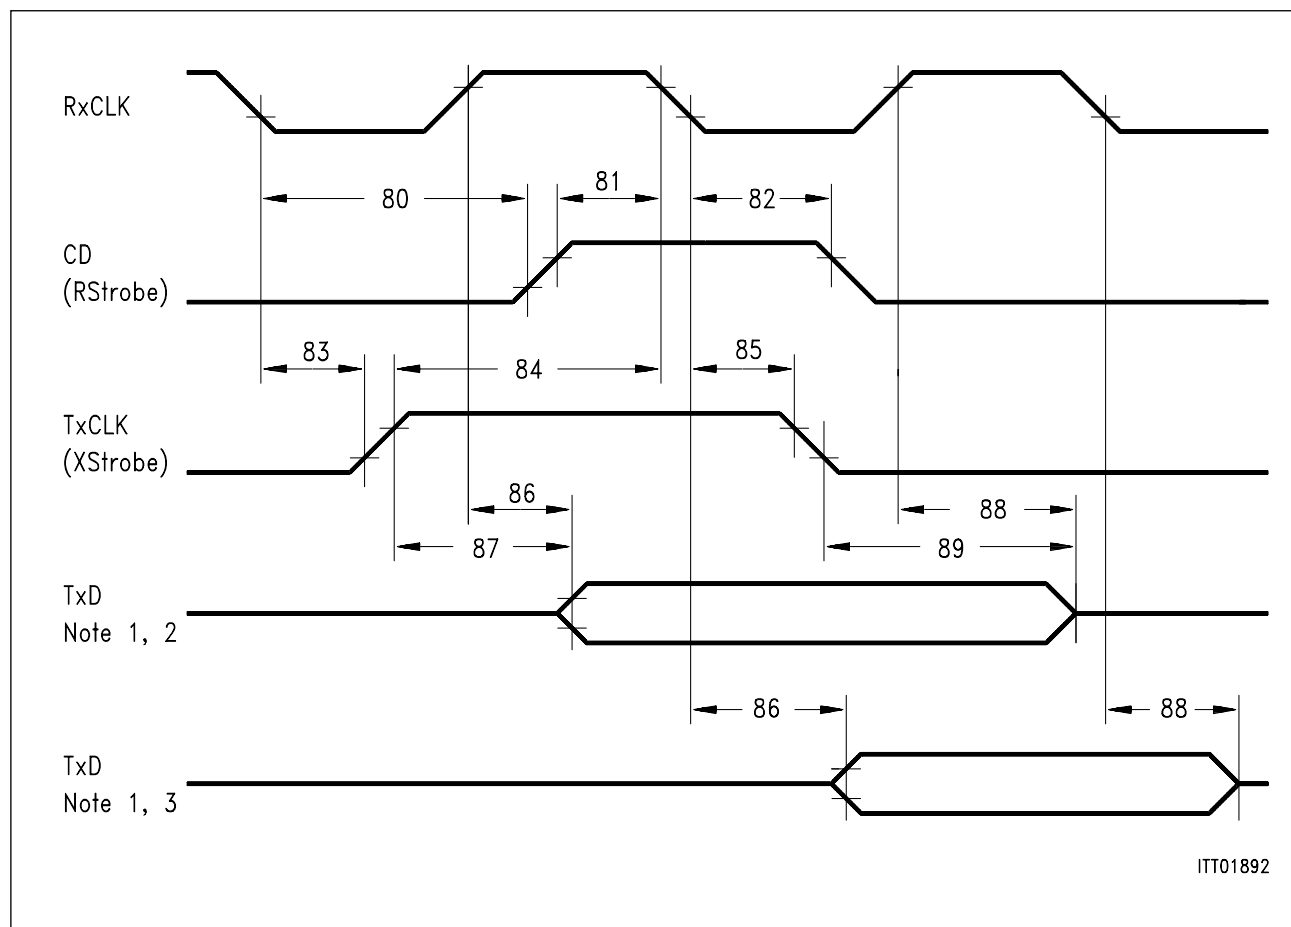 RxCLK
81
80
82
CD
(RStrobe)
83
85
84
TxCLK
(XStrobe)
86
88
87
89
TxD
Note 1, 2
86
88
TxD
Note 1, 3
ITT01892